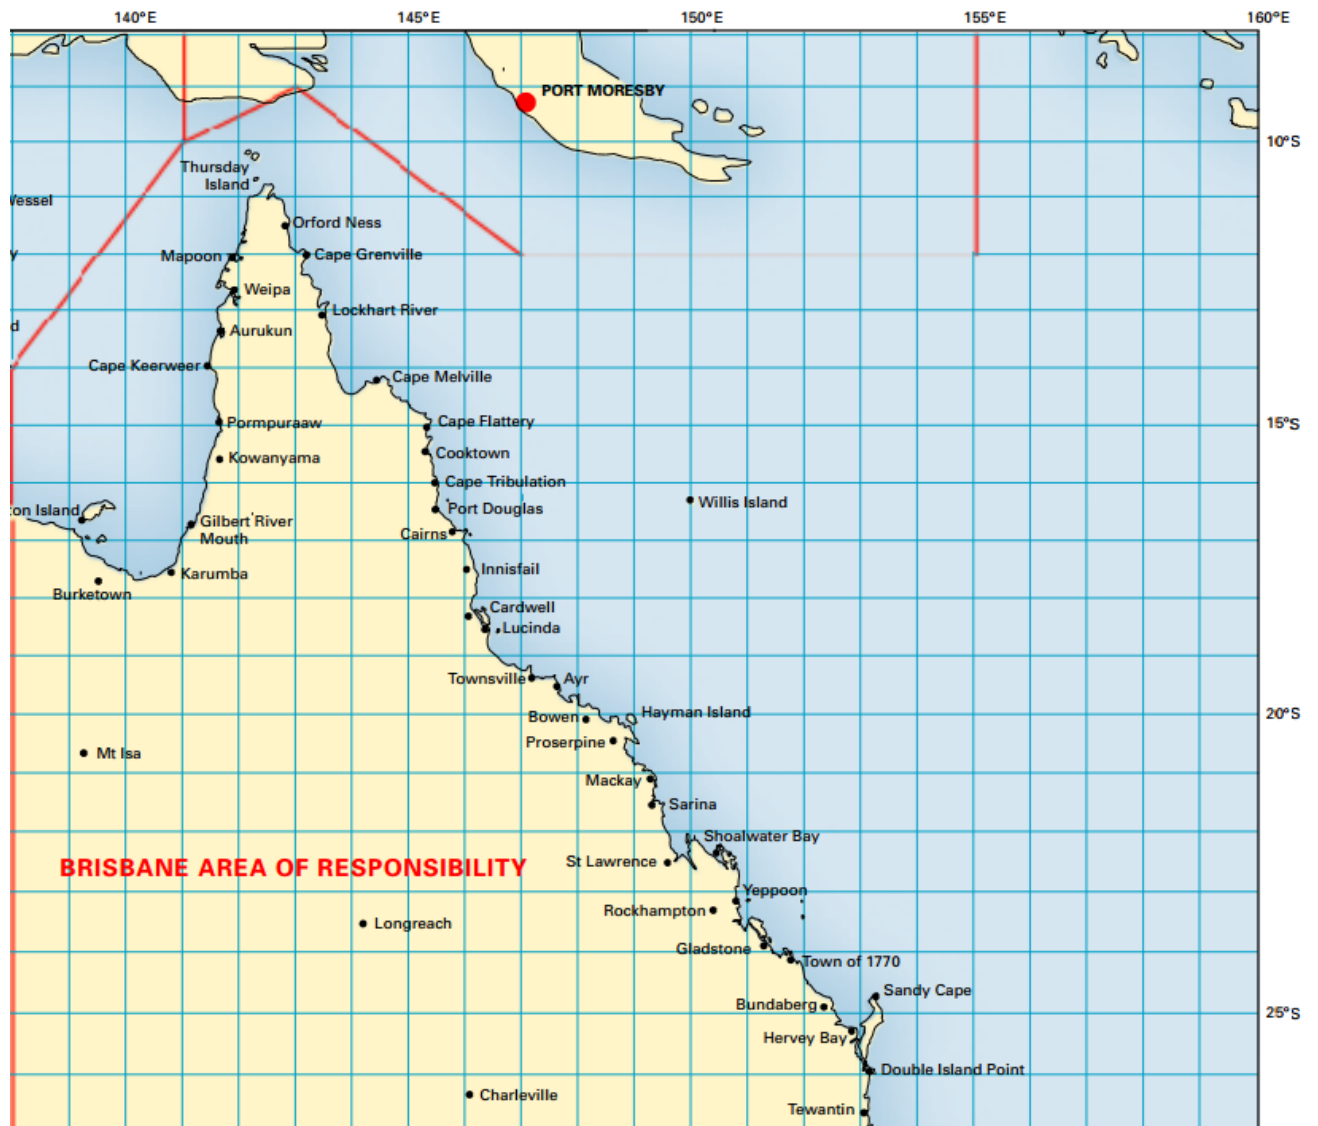 140°E 145°E 150°E 155°E 160°E
PORT MORESBY
10°S
Thursday
Island
Orford Ness
Cape Grenville
Mapoon
Weipa
Lockhart River
Aurukun
Cape Keerweer
Cape Melville
Pormpuraaw
Cape Flattery
15°S
Kowanyama
Cooktown
Cape Tribulation
Willis Island
Port Douglas
Island
Gilbert River
Mouth
Cairns
Innisfail
Karumba
Burketown
Cardwell
Lucinda
Townsville
Ayr
Hayman Island
20°S
Bowen
Proserpine
Mt Isa
Mackay
Sarina
Shoalwater Bay
St Lawrence
BRISBANE AREA OF RESPONSIBILITY
Yeppoon
Rockhampton
Longreach
Gladstone
Town of 1770
Sandy Cape
Bundaberg
25°S
Hervey Bay
Double Island Point
Charleville
Tewantin